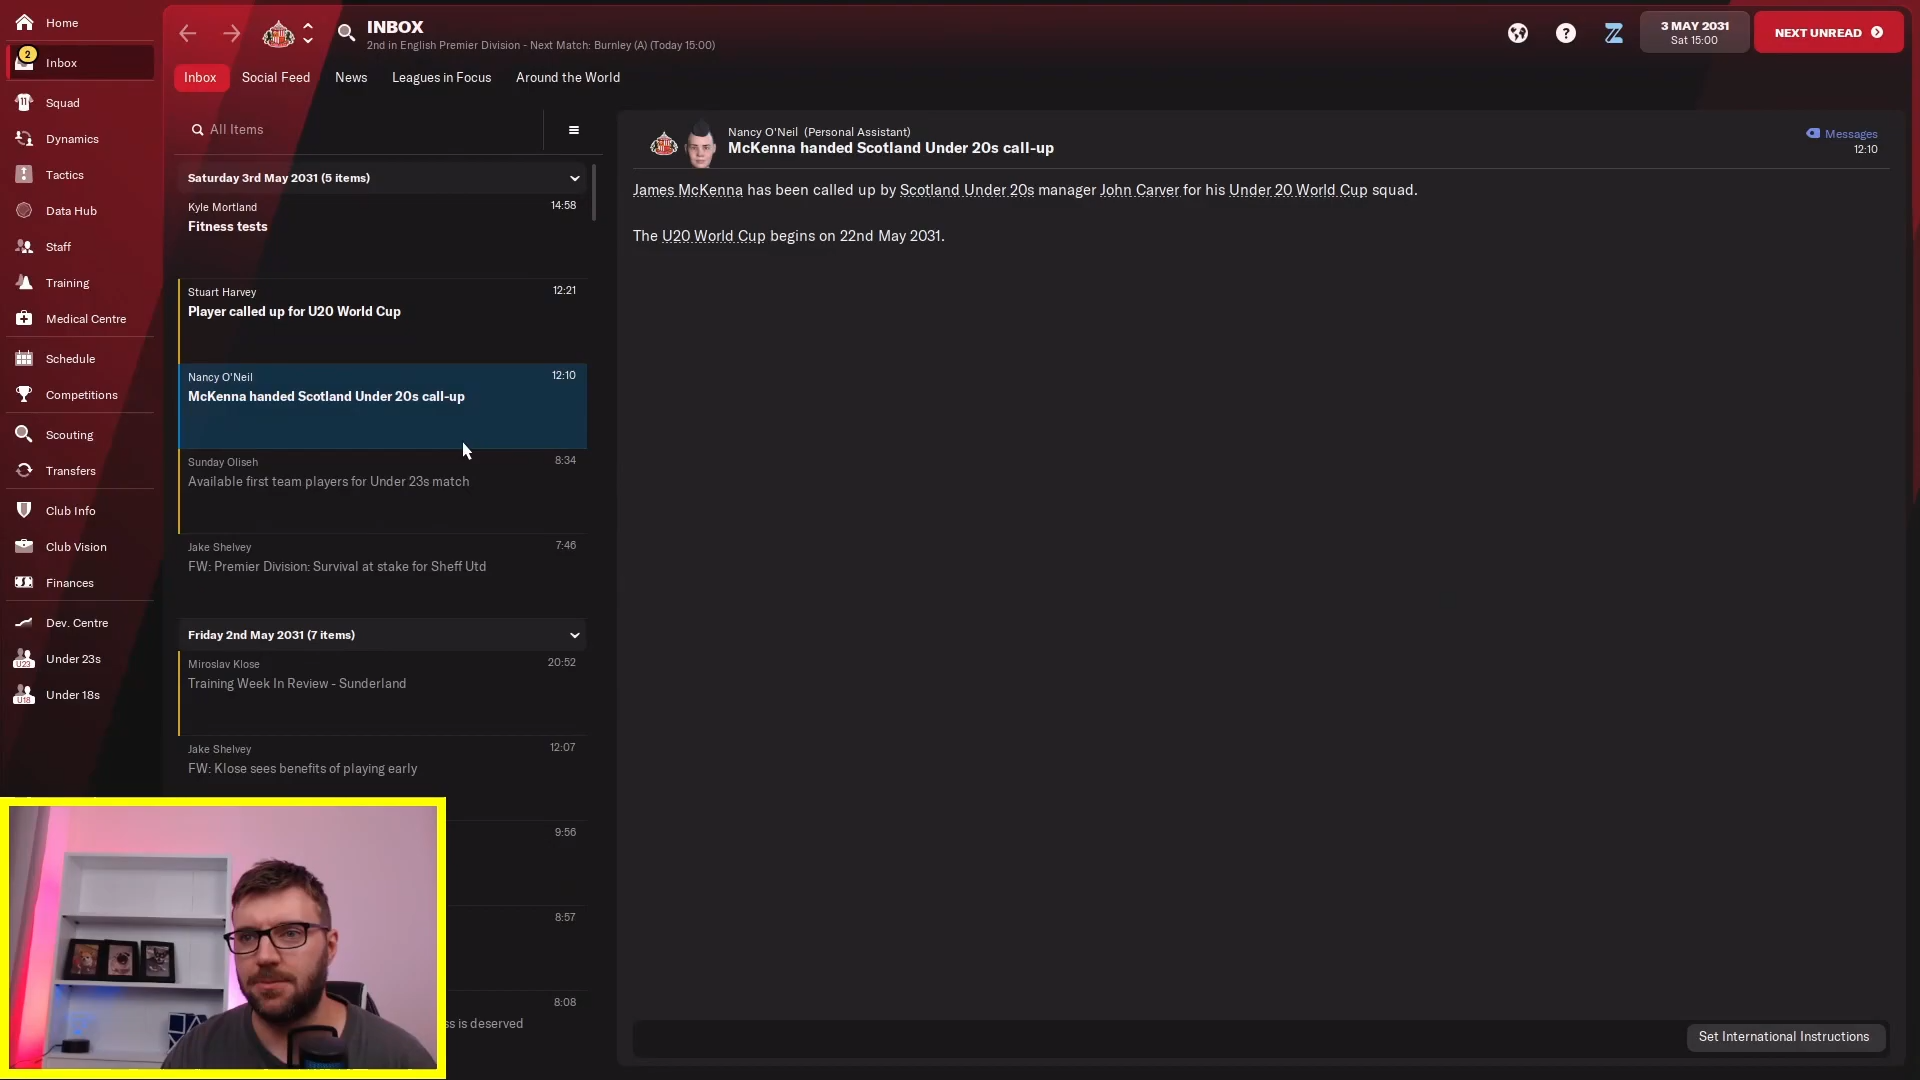 Home
2
Inbox
Squad
Dynamics
Tactics
Data Hub
Staff
Training
Medical Centre
Schedule
Competitions
Scouting
Transfers
Club Info
Club Vision
Finances
Dev. Centre
U23
Under 23s
U18
Under 18s
INBOX
2nd in English Premier Division - Next Match: Burnley (A) (Today 15:00)
3 MAY 2031
Sat 15:00
NEXT UNREAD
Inbox
Social Feed
News
Leagues in Focus
Around the World
All Items
Saturday 3rd May 2031 (5 items)
Kyle Mortland
14:58
Fitness tests
Stuart Harvey
12:21
Player called up for U20 World Cup
Nancy O'Neil
12:10
McKenna handed Scotland Under 20s call-up
Sunday Oliseh
8:34
Available first team players for Under 23s match
Jake Shelvey
7:46
FW: Premier Division: Survival at stake for Sheff Utd
Friday 2nd May 2031 (7 items)
Miroslav Klose
20:52
Training Week In Review - Sunderland
Jake Shelvey
12:07
FW: Klose sees benefits of playing early
9:56
8:57
8:08
ss is deserved
Nancy O'Neil (Personal Assistant)
McKenna handed Scotland Under 20s call-up
Messages
12:10
James McKenna has been called up by Scotland Under 20s manager John Carver for his Under 20 World Cup squad.
The U20 World Cup begins on 22nd May 2031.
Set International Instructions